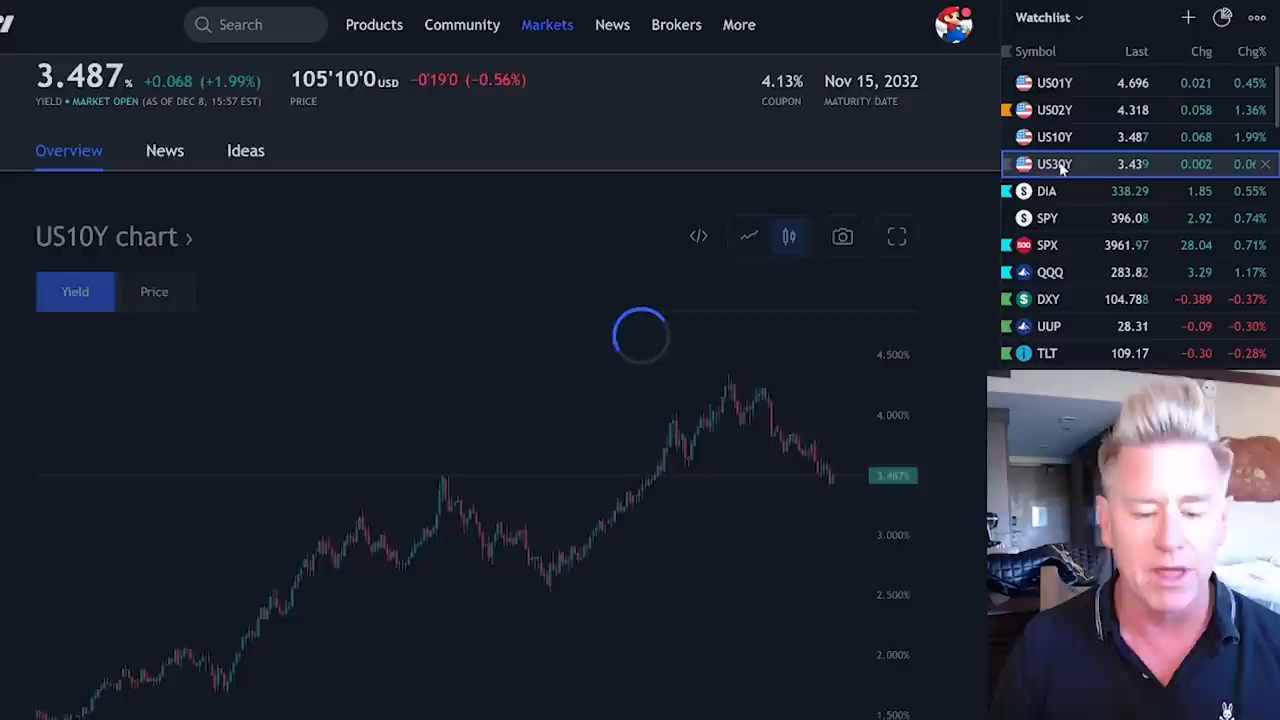 Search
Products
Community
Markets
News
Brokers
More
3.487% +0.068 (+1.99%)
YIELD • MARKET OPEN (AS OF DEC 8, 15:57 EST)
105'10'0 USD −0'19'0 (−0.56%)
PRICE
4.13%
COUPON
Nov 15, 2032
MATURITY DATE
Overview
News
Ideas
US10Y chart ›
Yield
Price
4.500%
4.000%
3.487%
3.000%
2.500%
2.000%
1.500%
Watchlist
Symbol Last Chg Chg%
US01Y 4.696 0.021 0.45%
US02Y 4.318 0.058 1.36%
US10Y 3.487 0.068 1.99%
US30Y 3.439 0.002
DIA 338.29 1.85 0.55%
SPY 396.08 2.92 0.74%
500 SPX 3961.97 28.04 0.71%
QQQ 283.82 3.29 1.17%
DXY 104.788 −0.389 −0.37%
UUP 28.31 −0.09 −0.30%
TLT 109.17 −0.30 −0.28%